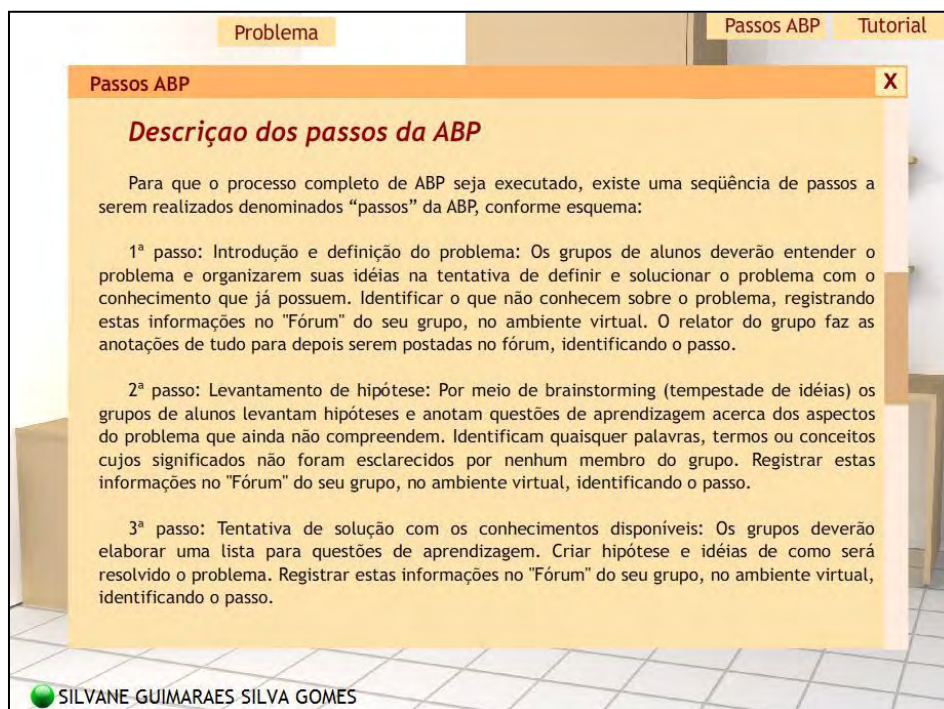 Problema
Passos ABP
Tutorial
Passos ABP
X
Descriçao dos passos da ABP
Para que o processo completo de ABP seja executado, existe uma seqüência de passos a
serem realizados denominados “passos” da ABP, conforme esquema:
1ª passo: Introdução e definição do problema: Os grupos de alunos deverão entender o
problema e organizarem suas idéias na tentativa de definir e solucionar o problema com o
conhecimento que já possuem. Identificar o que não conhecem sobre o problema, registrando
estas informações no "Fórum" do seu grupo, no ambiente virtual. O relator do grupo faz as
anotações de tudo para depois serem postadas no fórum, identificando o passo.
2ª passo: Levantamento de hipótese: Por meio de brainstorming (tempestade de idéias) os
grupos de alunos levantam hipóteses e anotam questões de aprendizagem acerca dos aspectos
do problema que ainda não compreendem. Identificam quaisquer palavras, termos ou conceitos
cujos significados não foram esclarecidos por nenhum membro do grupo. Registrar estas
informações no "Fórum" do seu grupo, no ambiente virtual, identificando o passo.
3ª passo: Tentativa de solução com os conhecimentos disponíveis: Os grupos deverão
elaborar uma lista para questões de aprendizagem. Criar hipótese e idéias de como será
resolvido o problema. Registrar estas informações no "Fórum" do seu grupo, no ambiente virtual,
identificando o passo.
SILVANE GUIMARAES SILVA GOMES